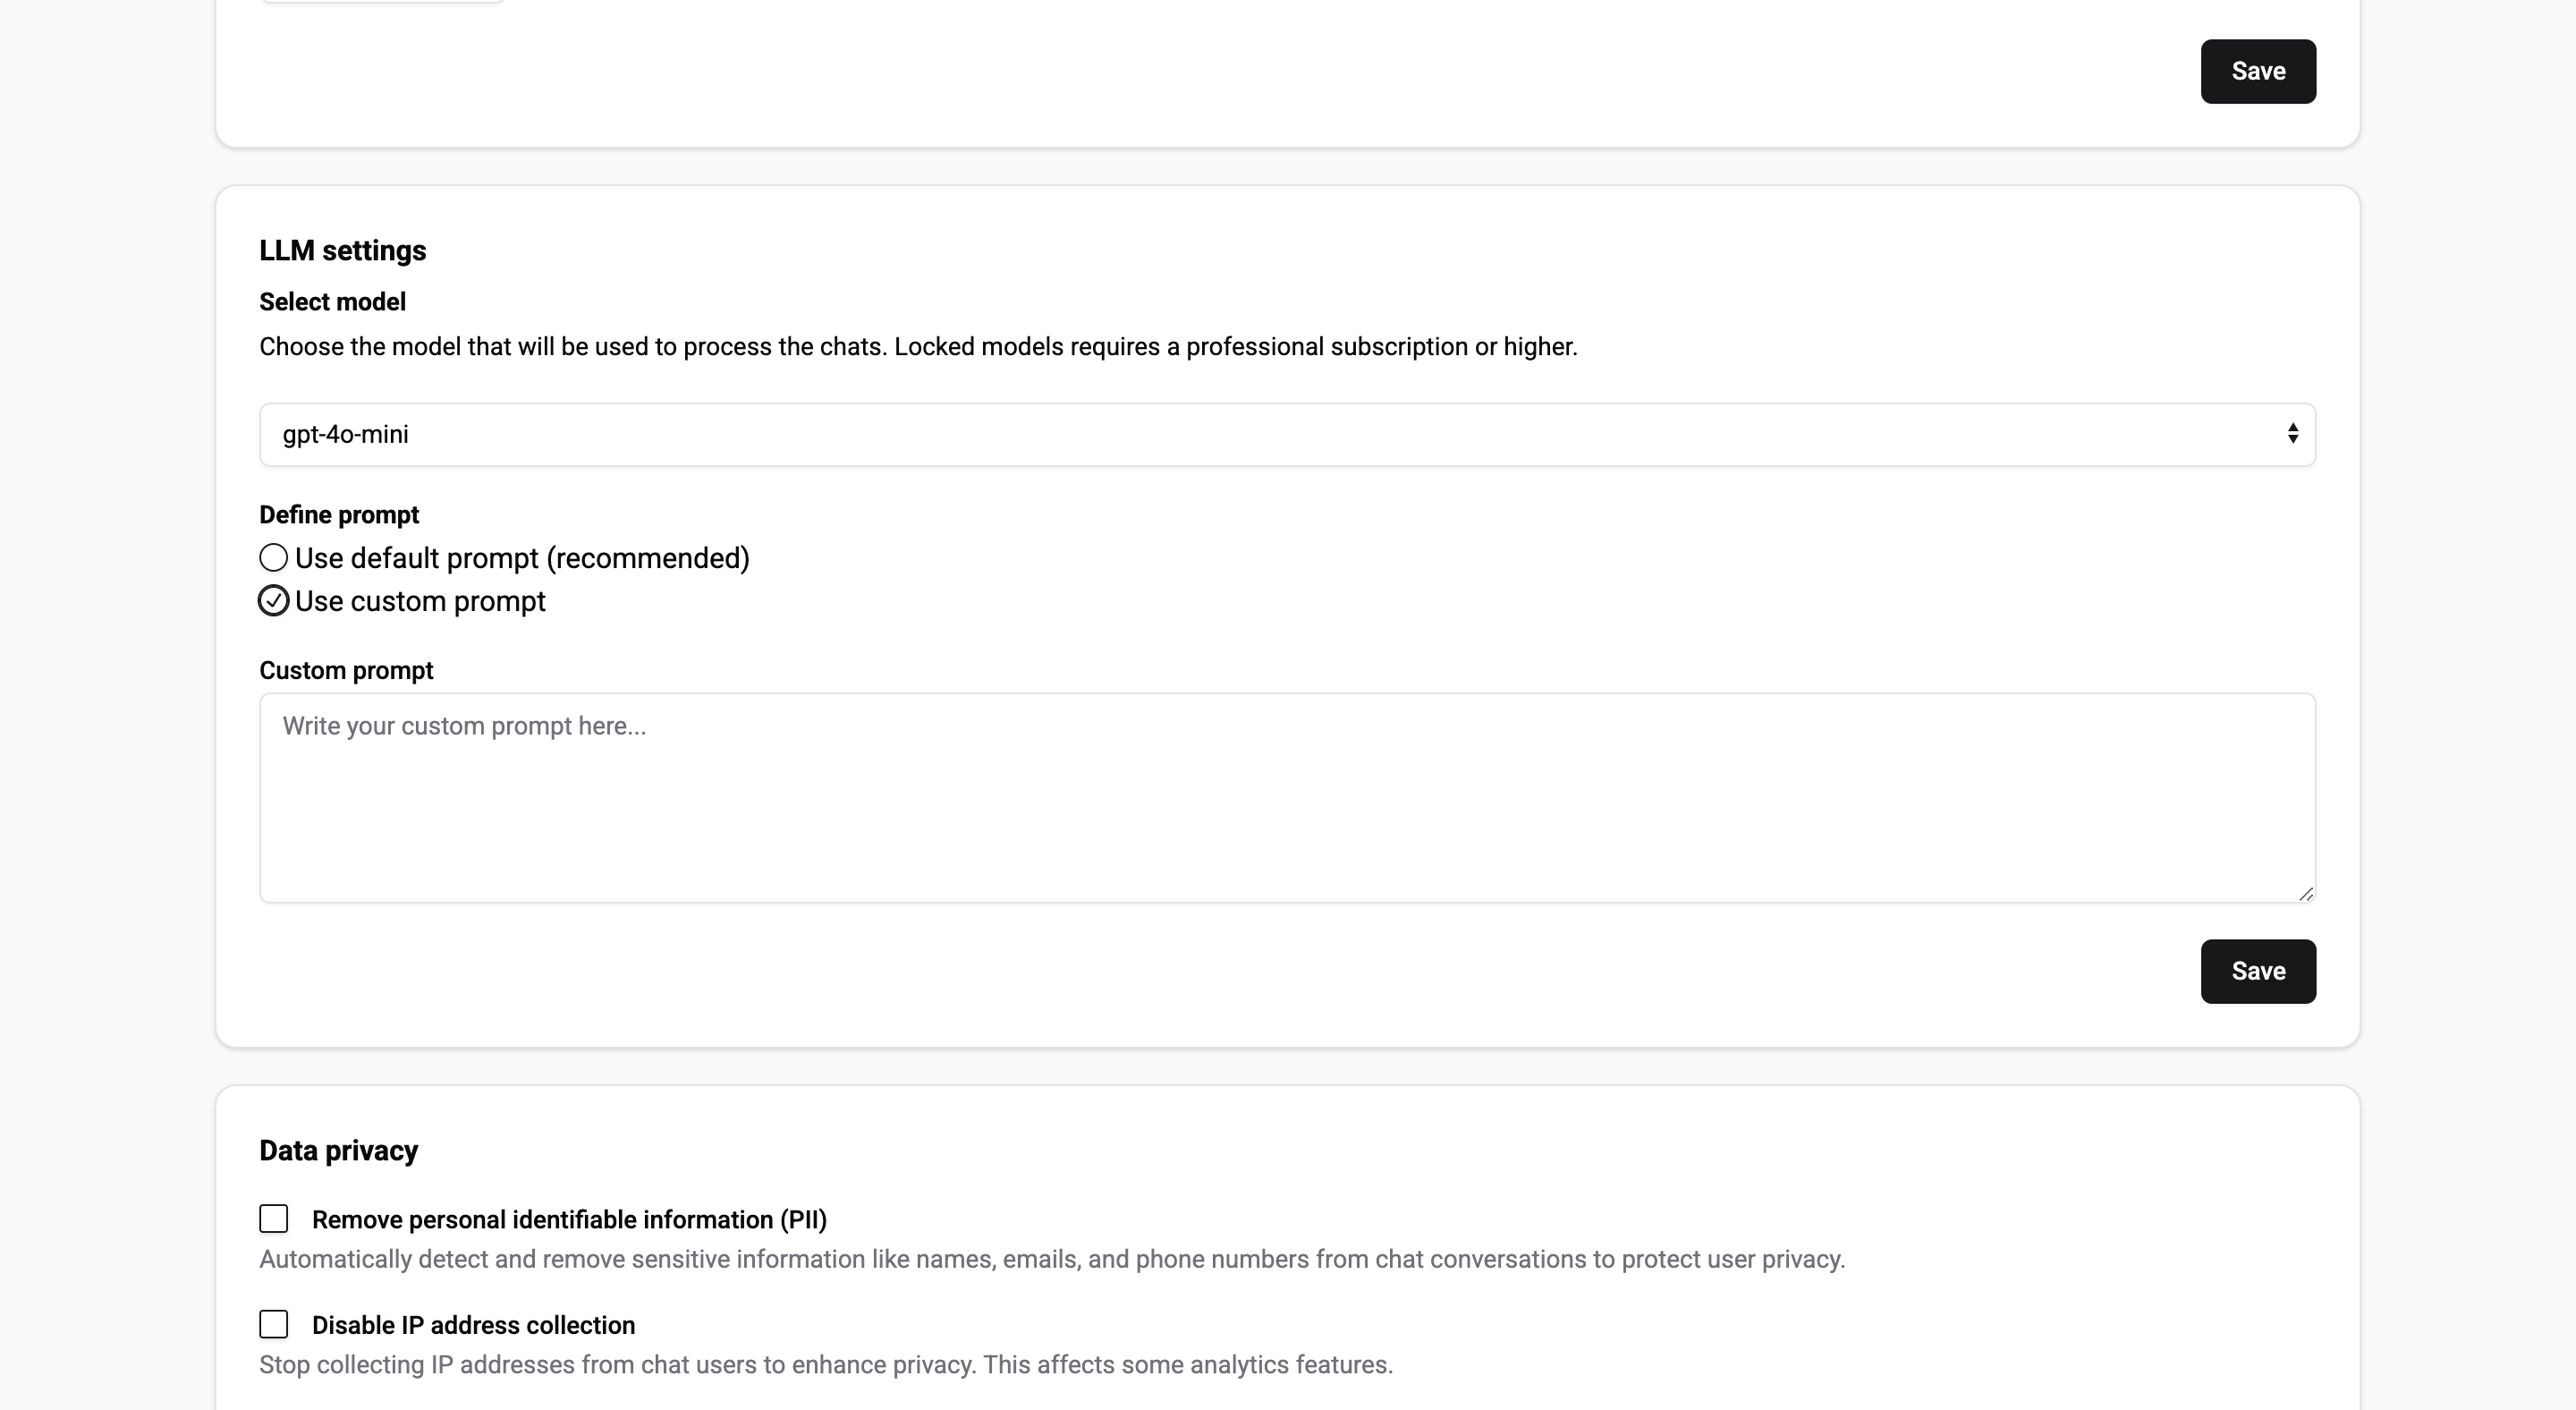 Save
LLM settings
Select model
Choose the model that will be used to process the chats. Locked models requires a professional subscription or higher.
gpt-4o-mini
Define prompt
Use default prompt (recommended)
Use custom prompt
Custom prompt
Write your custom prompt here...
Save
Data privacy
Remove personal identifiable information (PII)
Automatically detect and remove sensitive information like names, emails, and phone numbers from chat conversations to protect user privacy.
Disable IP address collection
Stop collecting IP addresses from chat users to enhance privacy. This affects some analytics features.